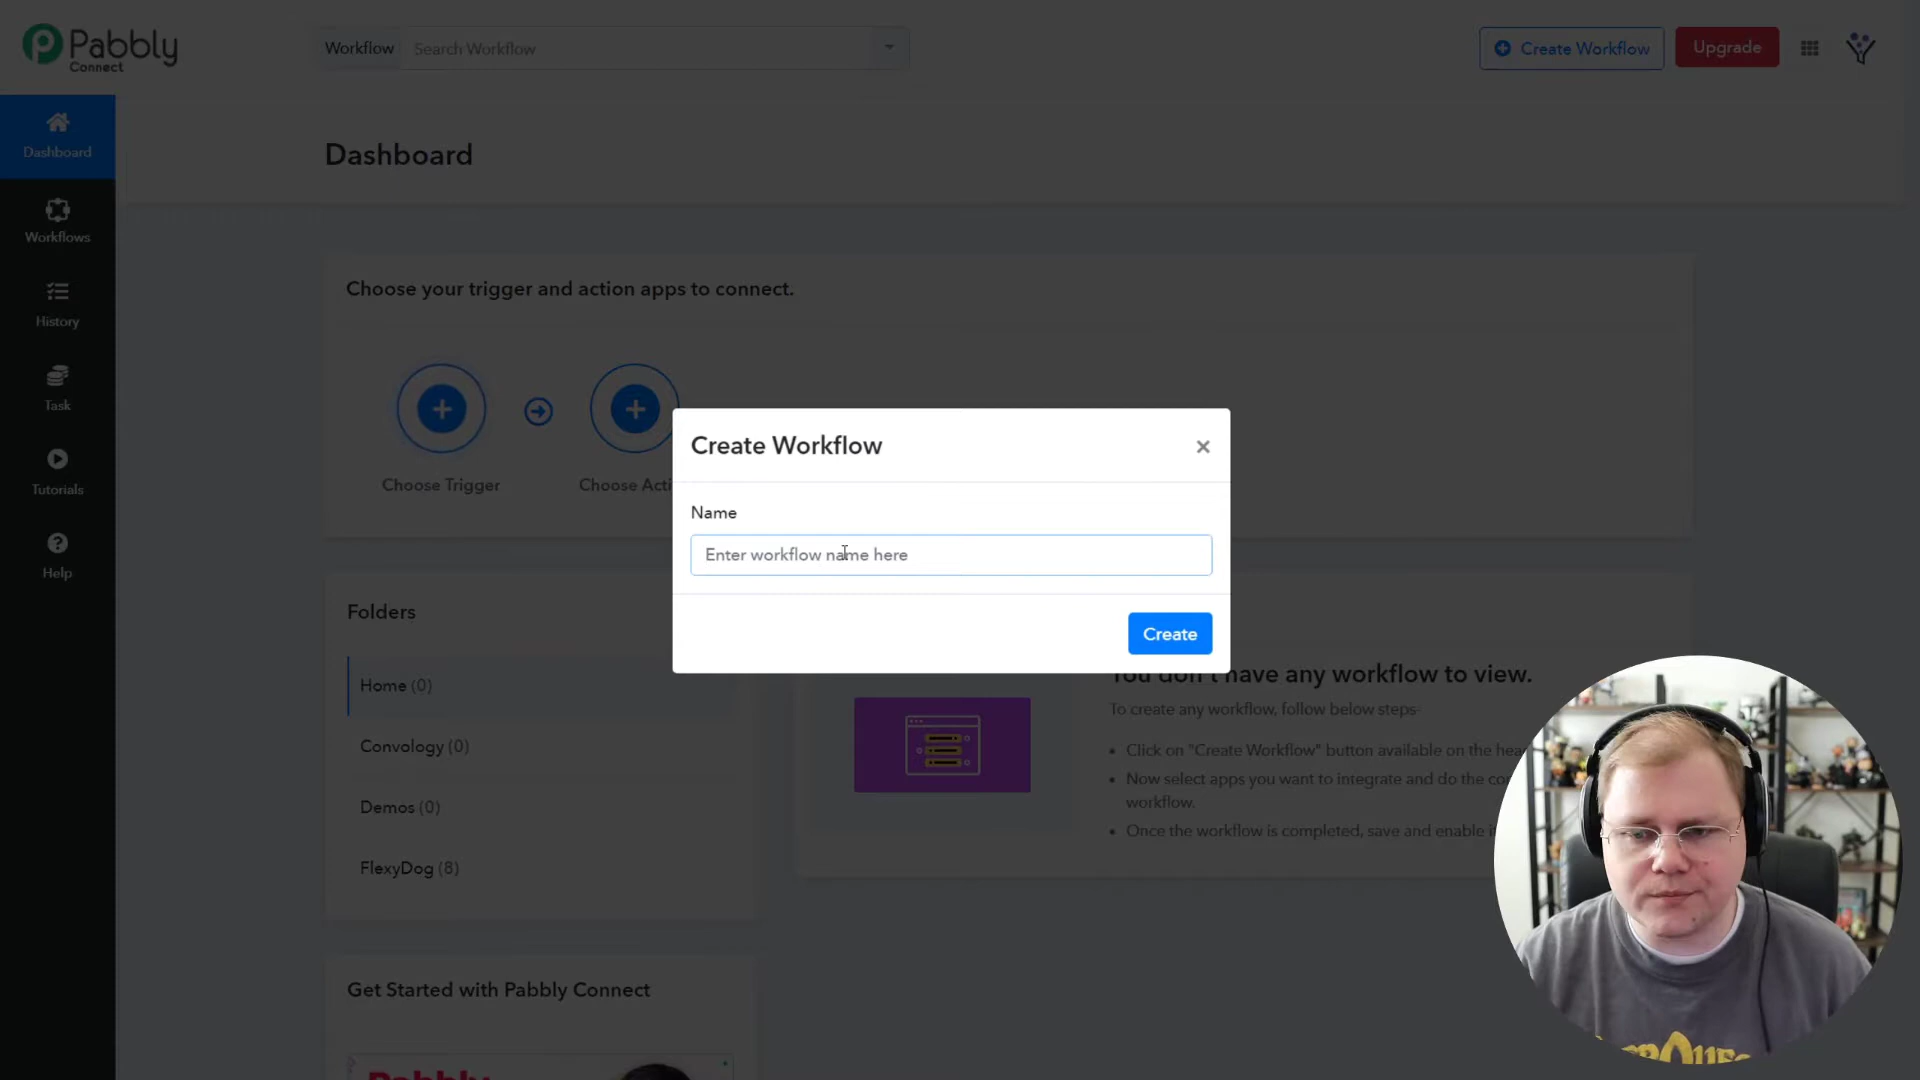 Pabbly
Connect
Workflow
Search Workflow
Create Workflow
Upgrade
Dashboard
Workflows
History
Task
Tutorials
Help
Dashboard
Choose your trigger and action apps to connect.
Choose Trigger
Choose Acti
Create Workflow
×
Name
Enter workflow name here
Create
Folders
Home (0)
Convology (0)
Demos (0)
FlexyDog (8)
You don't have any workflow to view.
To create any workflow, follow below steps-
• Click on "Create Workflow" button available on the hea
• Now select apps you want to integrate and do the co
workflow.
• Once the workflow is completed, save and enable i
Get Started with Pabbly Connect
Pabbly